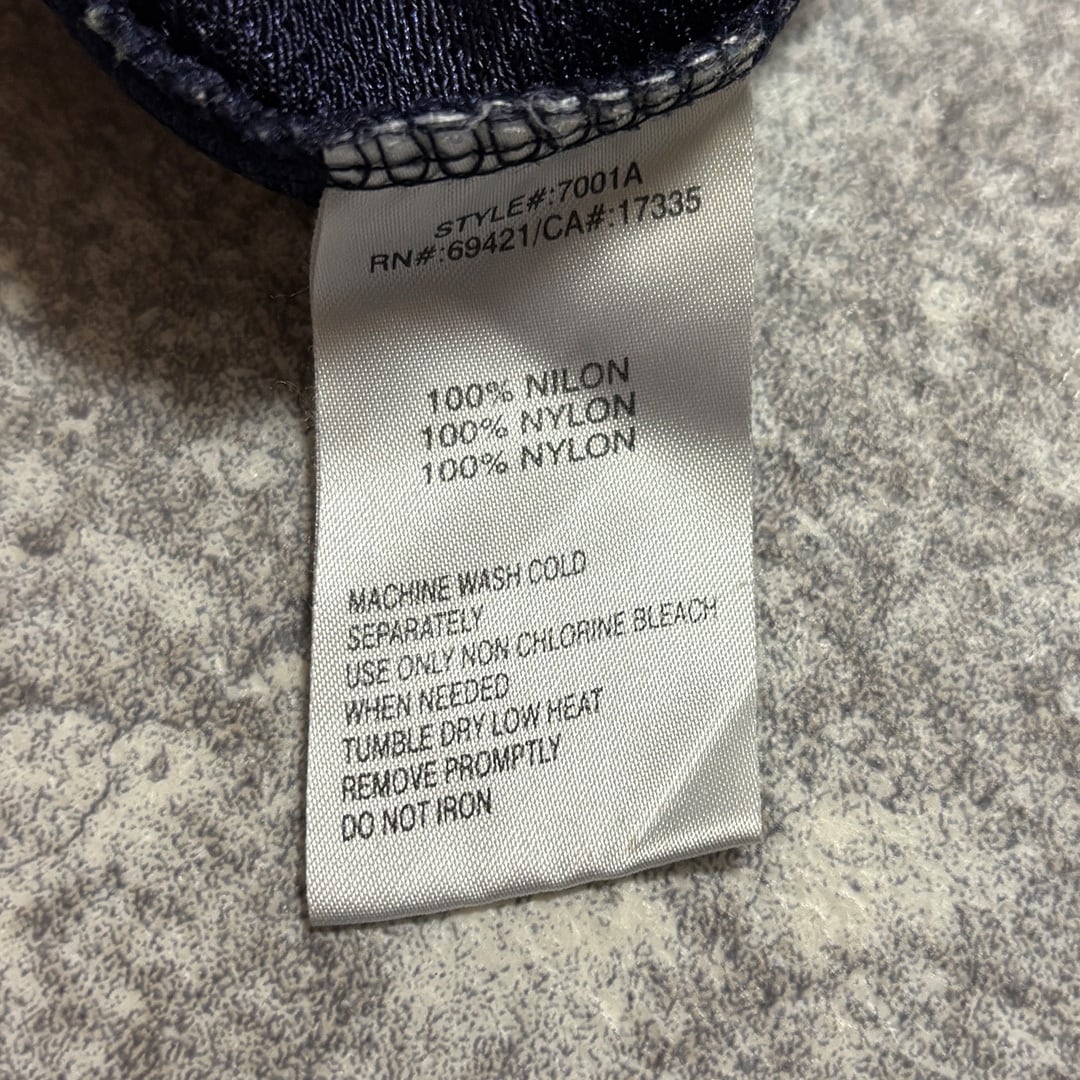 STYLE#:7001A
RN#:69421/CA#:17335
100% NILON
100% NYLON
100% NYLON
MACHINE WASH COLD
SEPARATELY
USE ONLY NON CHLORINE BLEACH
WHEN NEEDED
TUMBLE DRY LOW HEAT
REMOVE PROMPTLY
DO NOT IRON